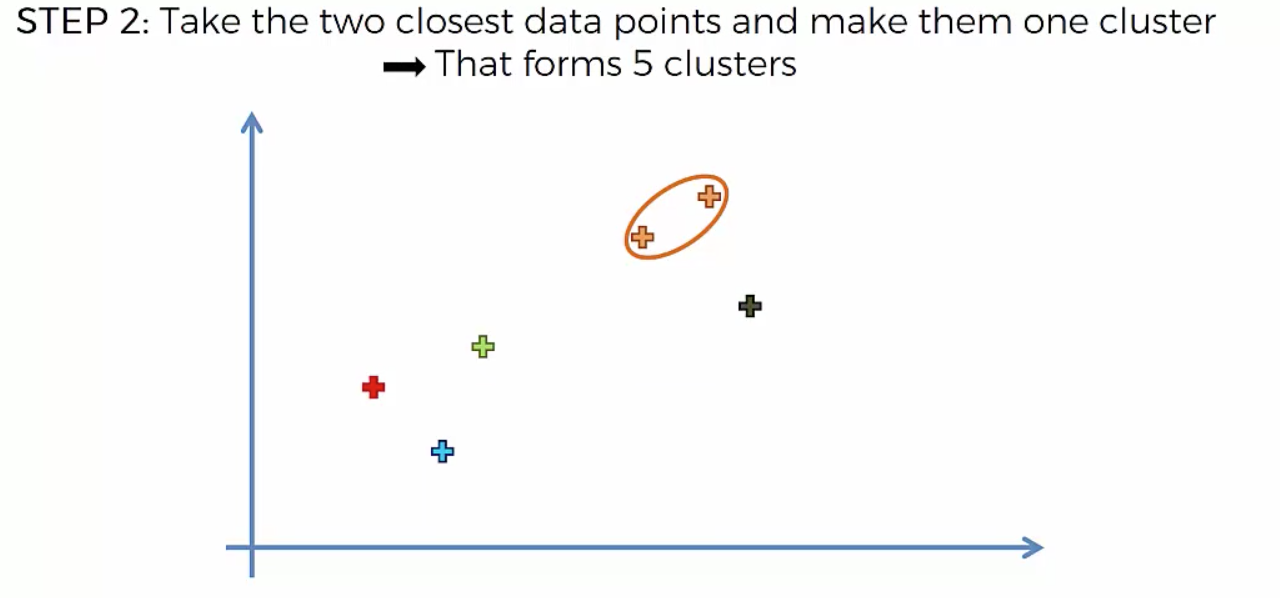 STEP 2: Take the two closest data points and make them one cluster
➡ That forms 5 clusters